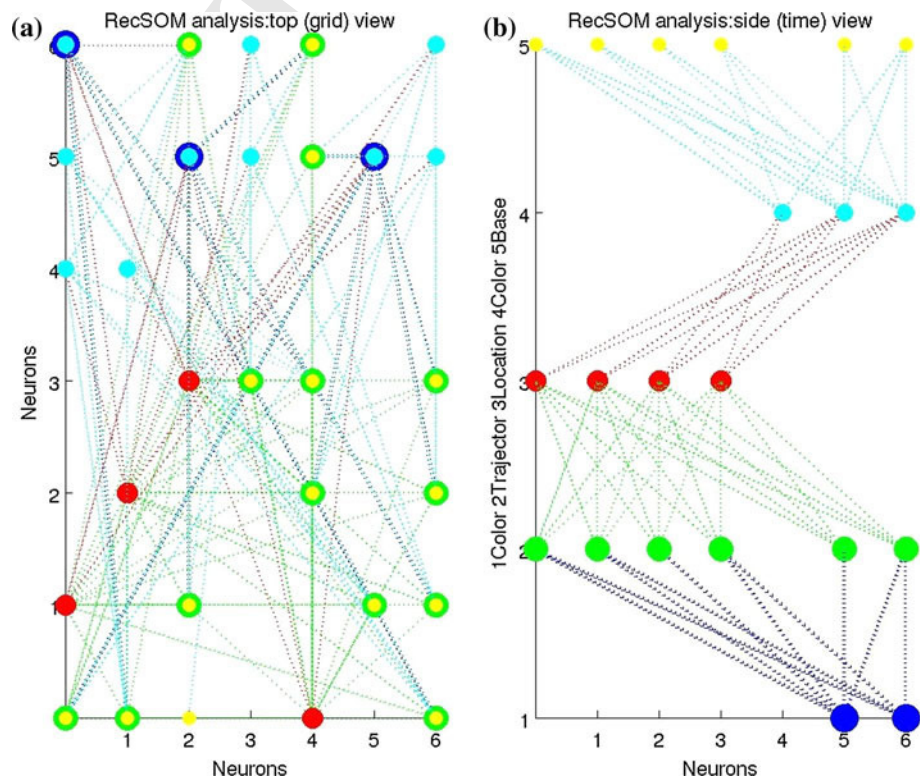 (a) RecSOM analysis:top (grid) view
6
5
4
3
2
1
1 2 3 4 5 6
Neurons
Neurons
(b) RecSOM analysis:side (time) view
5
4
3
2
1
1 2 3 4 5 6
1Color 2Trajector 3Location 4Color 5Base
Neurons